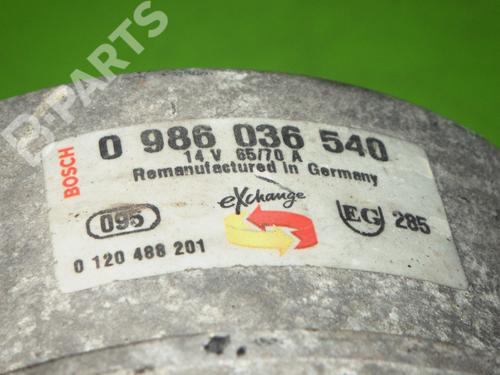 B-PARTS
BOSCH
0 986 036 540
14 V 65/70 A
Remanufactured in Germany
eXchange
095
EG 285
0 120 488 201